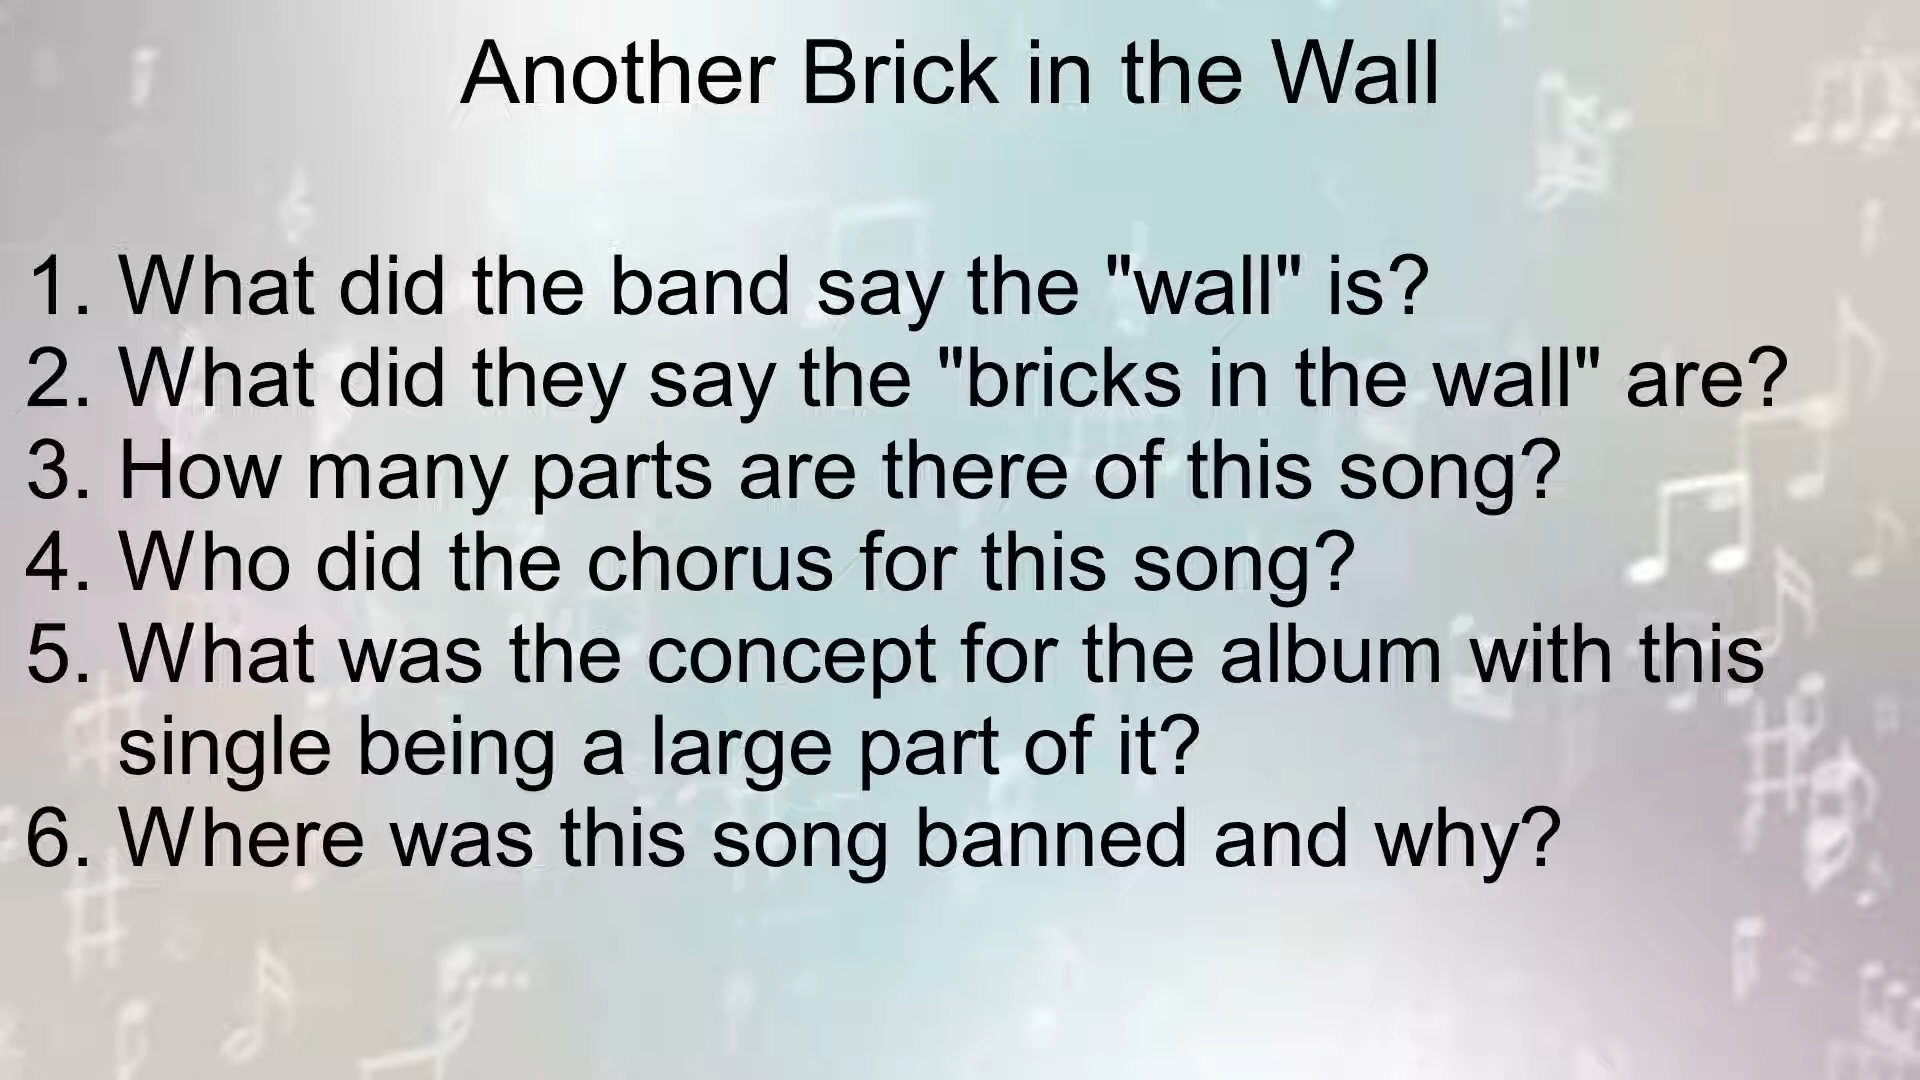 Another Brick in the Wall
1. What did the band say the "wall" is?
2. What did they say the "bricks in the wall" are?
3. How many parts are there of this song?
4. Who did the chorus for this song?
5. What was the concept for the album with this
single being a large part of it?
6. Where was this song banned and why?